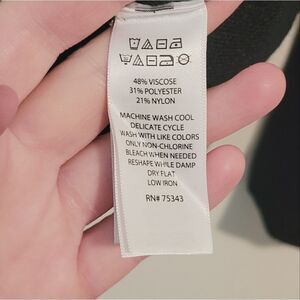 48% VISCOSE
31% POLYESTER
21% NYLON
MACHINE WASH COOL
DELICATE CYCLE
WASH WITH LIKE COLORS
ONLY NON-CHLORINE
BLEACH WHEN NEEDED
RESHAPE WHILE DAMP
DRY FLAT
LOW IRON
RN# 75343